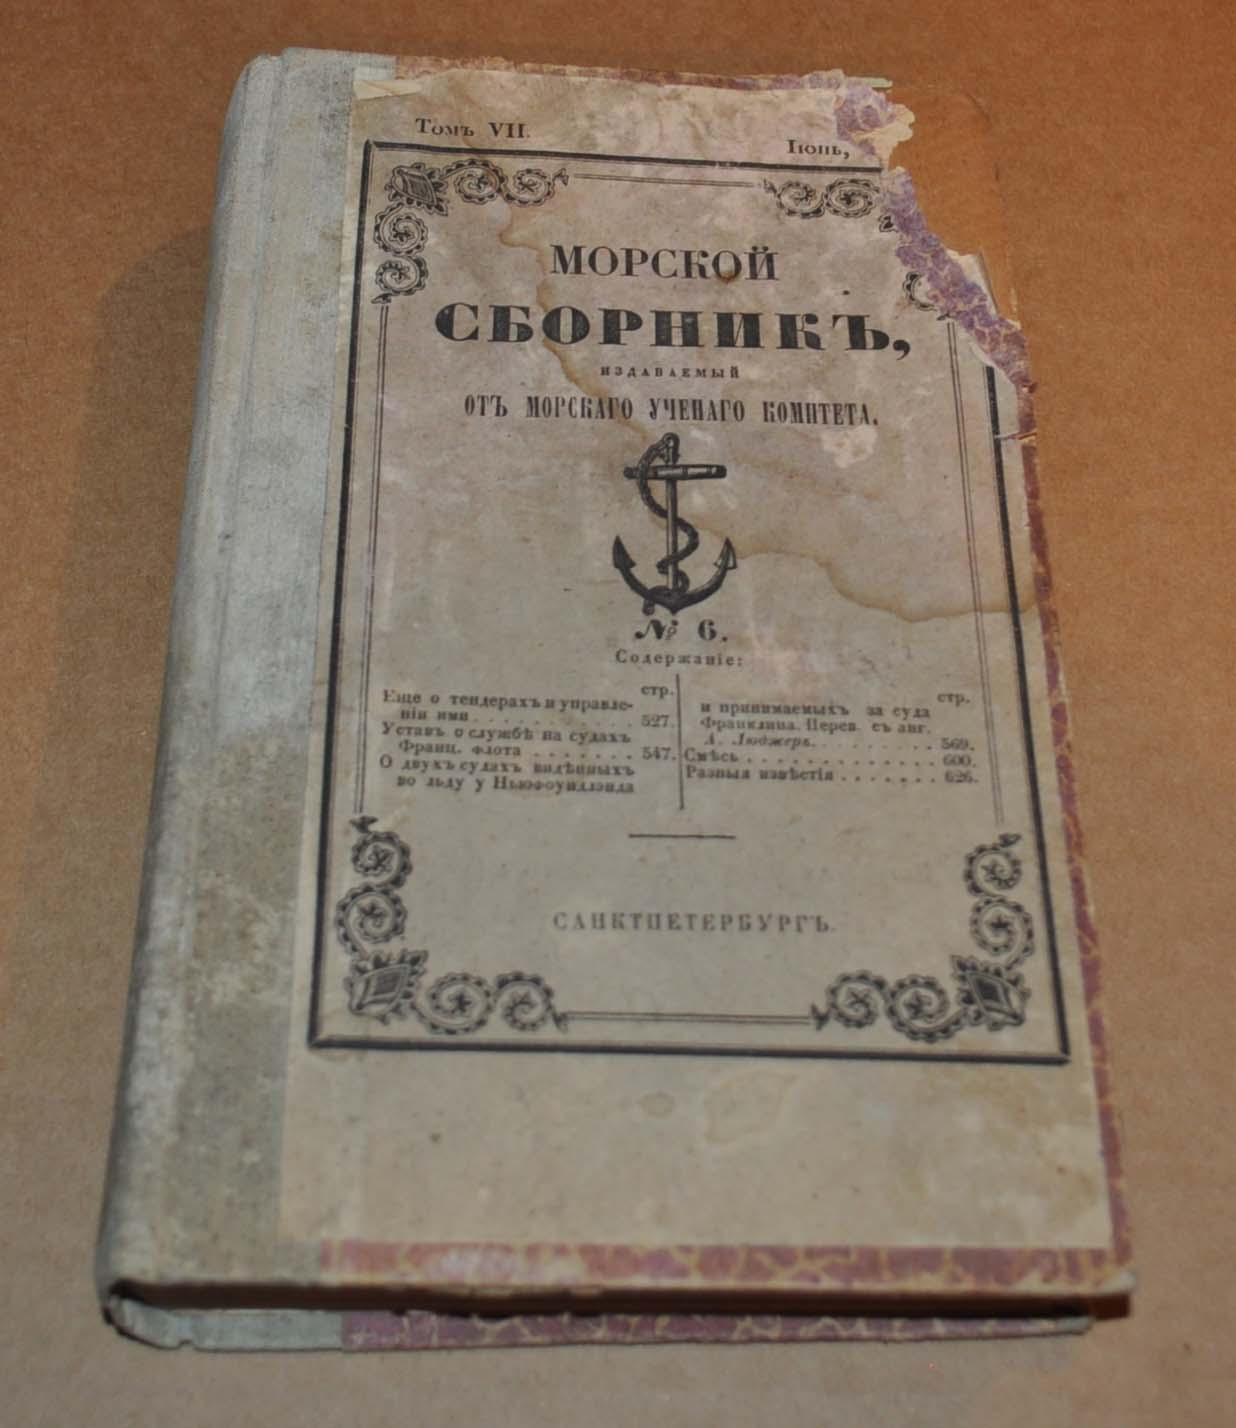 Томъ VII.
Іюнь,
МОРСКОЙ
СБОРНИКЪ,
ИЗДАВАЕМЫЙ
ОТЪ МОРСКАГО УЧЕНАГО КОМИТЕТА.
№ 6.
Содержаніе:
стр.
Еще о тендерахъ и управле-
ніи ими . . . . . . . . . . . . 527.
Уставъ о службѣ на судахъ
Франц. флота . . . . . . . 547.
О двухъ судахъ видѣнныхъ
во льду у Ньюфоундлэнда
стр.
и принимаемыхъ за суда
Франклина. Перев. съ анг.
А. Люджеръ. . . . . . . . . 569.
Смѣсь . . . . . . . . . . . . . . 600.
Разныя извѣстія . . . . . . . 626.
САНКТПЕТЕРБУРГЪ.